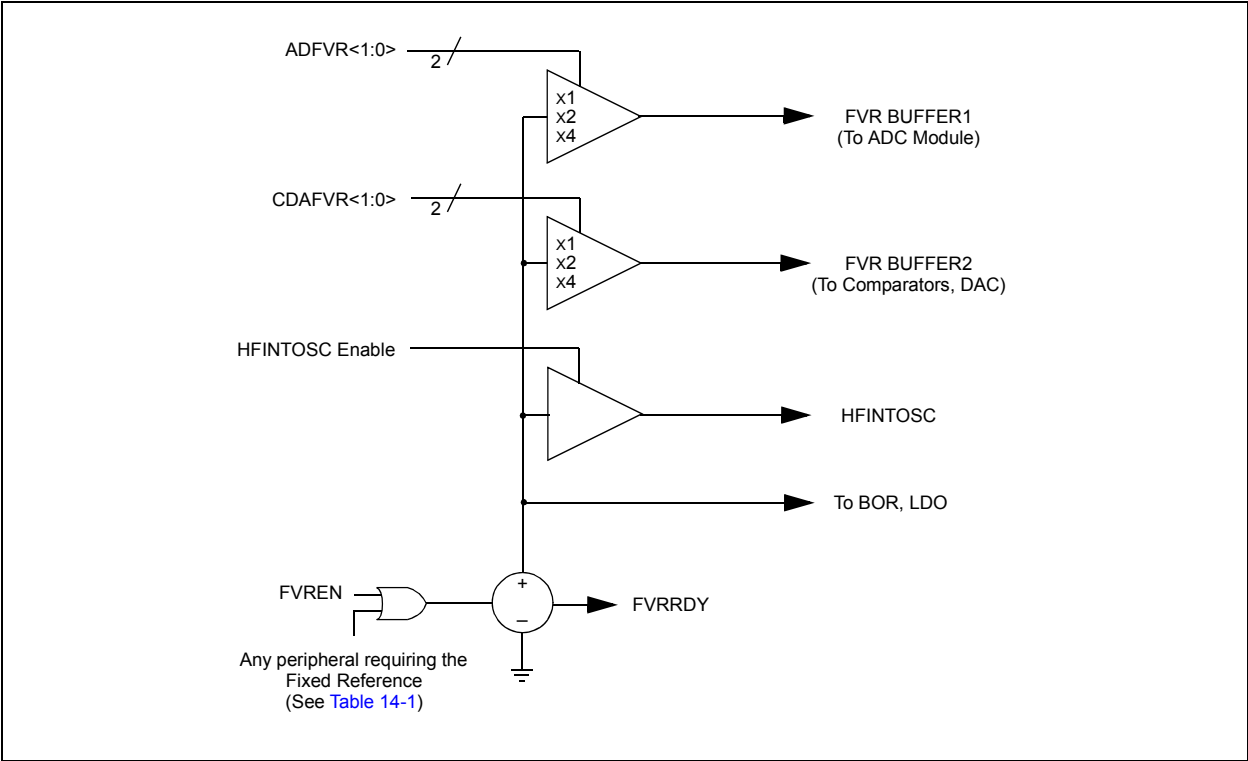 ADFVR<1:0>
2
x1
x2
x4
FVR BUFFER1
(To ADC Module)
CDAFVR<1:0>
2
x1
x2
x4
FVR BUFFER2
(To Comparators, DAC)
HFINTOSC Enable
HFINTOSC
To BOR, LDO
FVREN
+
_
FVRRDY
Any peripheral requiring the
Fixed Reference
(See Table 14-1)